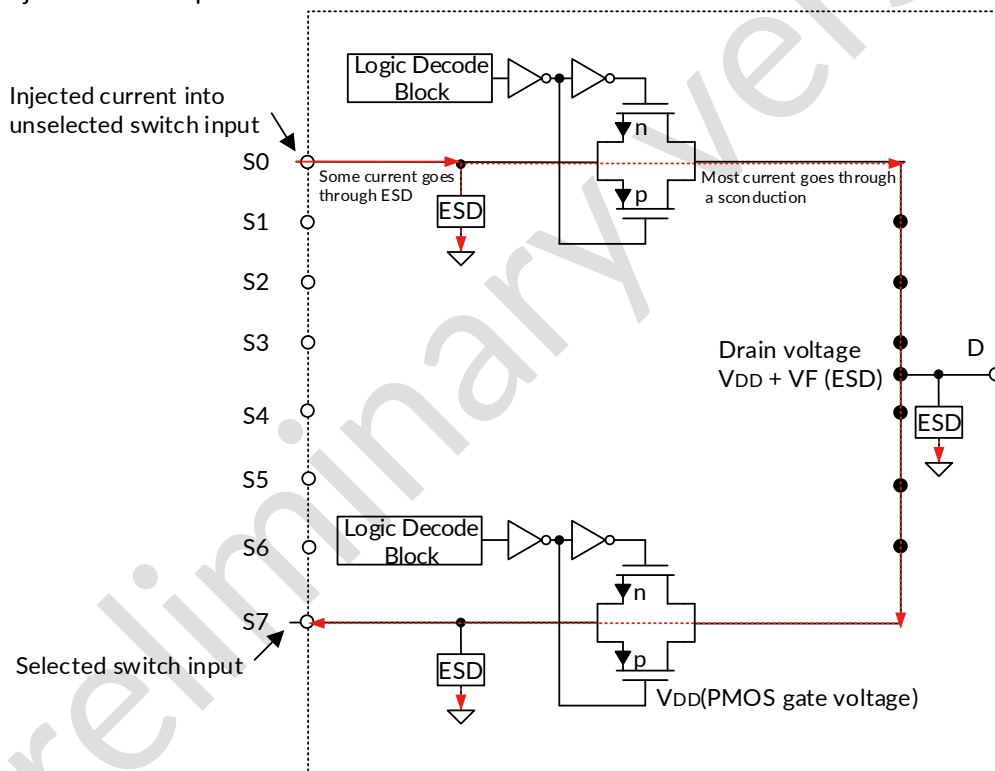 Logic Decode
Block
Injected current into
unselected switch input
n
S0
Some current goes
through ESD
Most current goes through
a sconduction
p
ESD
S1
S2
S3
Drain voltage
VDD + VF (ESD)
D
S4
ESD
S5
Logic Decode
Block
S6
n
S7
Selected switch input
ESD
p
VDD(PMOS gate voltage)